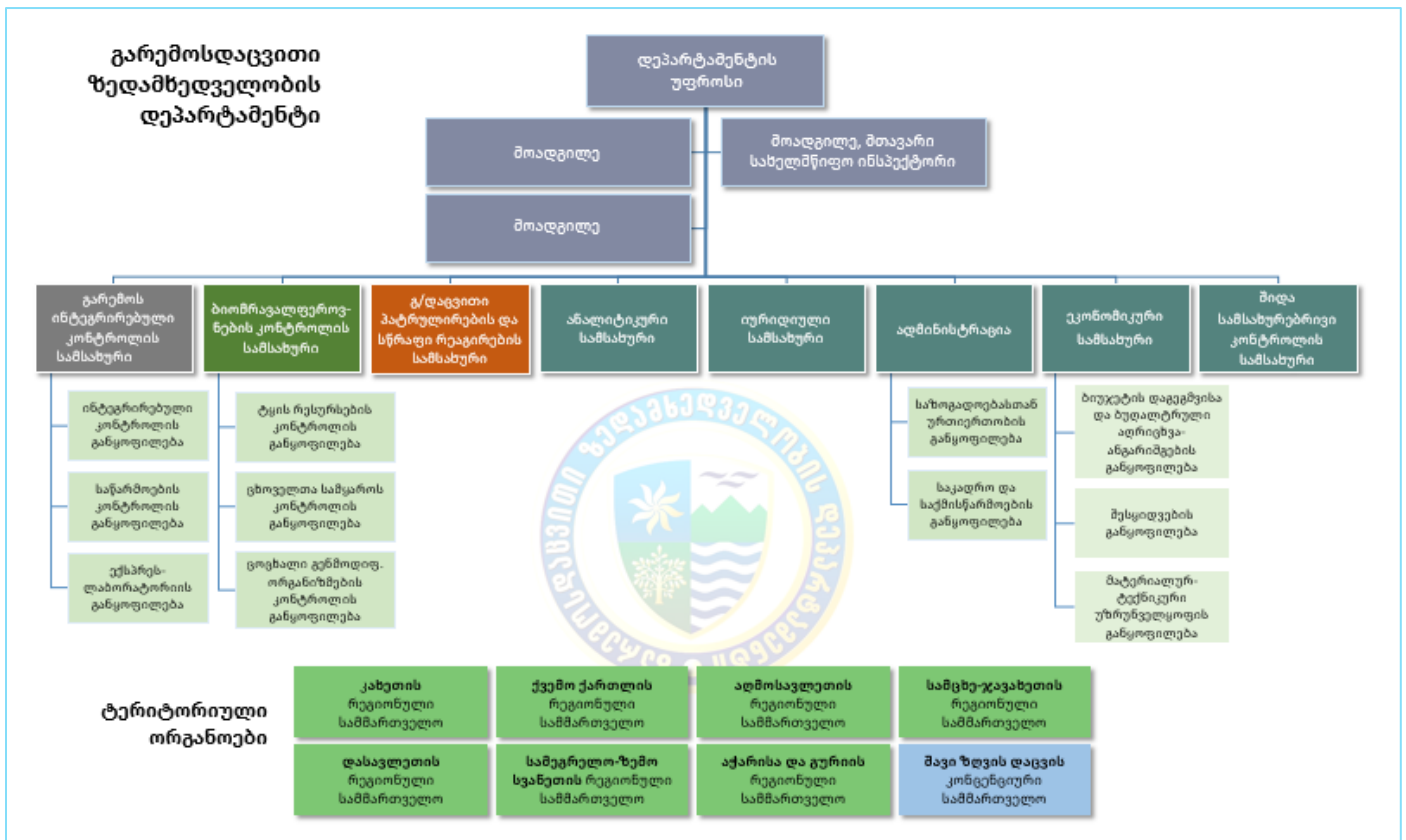 გარემოსდაცვითი
ზედამხედველობის
დეპარტამენტი
დეპარტამენტის
უფროსი
მოადგილე
მოადგილე, მთავარი
სახელმწიფო ინსპექტორი
მოადგილე
გარემოს
ინტეგრირებული
კონტროლის
სამსახური
ბიომრავალფეროვ-
ნების კონტროლის
სამსახური
გ/დაცვითი
პატრულირების და
სწრაფი რეაგირების
სამსახური
ანალიტიკური
სამსახური
იურიდიული
სამსახური
ადმინისტრაცია
ეკონომიკური
სამსახური
შიდა
სამსახურებრივი
კონტროლის
სამსახური
ინტეგრირებული
კონტროლის
განყოფილება
საწარმოების
კონტროლის
განყოფილება
ექსპრეს-
ლაბორატორიის
განყოფილება
ტყის რესურსების
კონტროლის
განყოფილება
ცხოველთა სამყაროს
კონტროლის
განყოფილება
ცოცხალი გენმოდიფ.
ორგანიზმების
კონტროლის
განყოფილება
საზოგადოებასთან
ურთიერთობის
განყოფილება
საკადრო და
საქმისწარმოების
განყოფილება
ბიუჯეტის დაგეგმვისა
და ბუღალტრული
აღრიცხვა-
ანგარიშგების
განყოფილება
შესყიდვების
განყოფილება
მატერიალურ-
ტექნიკური
უზრუნველყოფის
განყოფილება
გარემოსდაცვითი ზედამხედველობის დეპარტამენტი
ტერიტორიული
ორგანოები
კახეთის
რეგიონული
სამმართველო
ქვემო ქართლის
რეგიონული
სამმართველო
აღმოსავლეთის
რეგიონული
სამმართველო
სამცხე-ჯავახეთის
რეგიონული
სამმართველო
დასავლეთის
რეგიონული
სამმართველო
სამეგრელო-ზემო
სვანეთის რეგიონული
სამმართველო
აჭარისა და გურიის
რეგიონული
სამმართველო
შავი ზღვის დაცვის
კონვენციური
სამმართველო